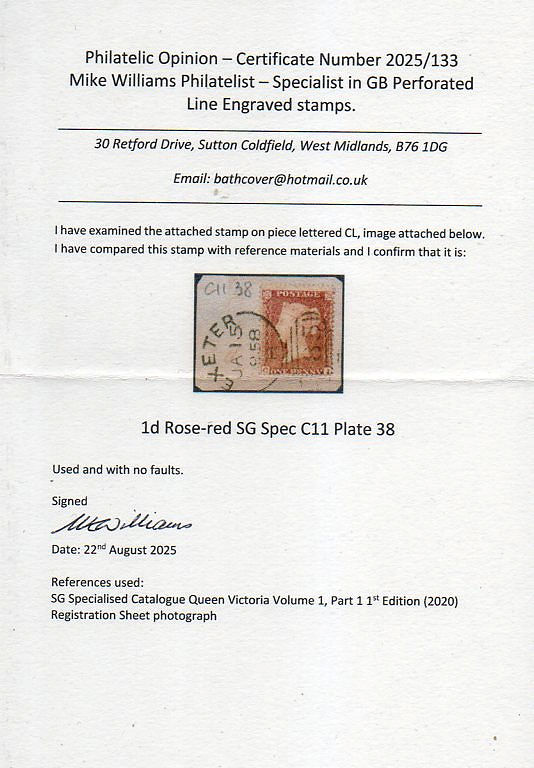 Philatelic Opinion – Certificate Number 2025/133
Mike Williams Philatelist – Specialist in GB Perforated
Line Engraved stamps.
30 Retford Drive, Sutton Coldfield, West Midlands, B76 1DG
Email: bathcover@hotmail.co.uk
I have examined the attached stamp on piece lettered CL, image attached below.
I have compared this stamp with reference materials and I confirm that it is:
C11 38
POSTAGE
EXETER
JA 15
ONE PENNY
1d Rose-red SG Spec C11 Plate 38
Used and with no faults.
Signed
MWilliams
Date: 22nd August 2025
References used:
SG Specialised Catalogue Queen Victoria Volume 1, Part 1 1st Edition (2020)
Registration Sheet photograph